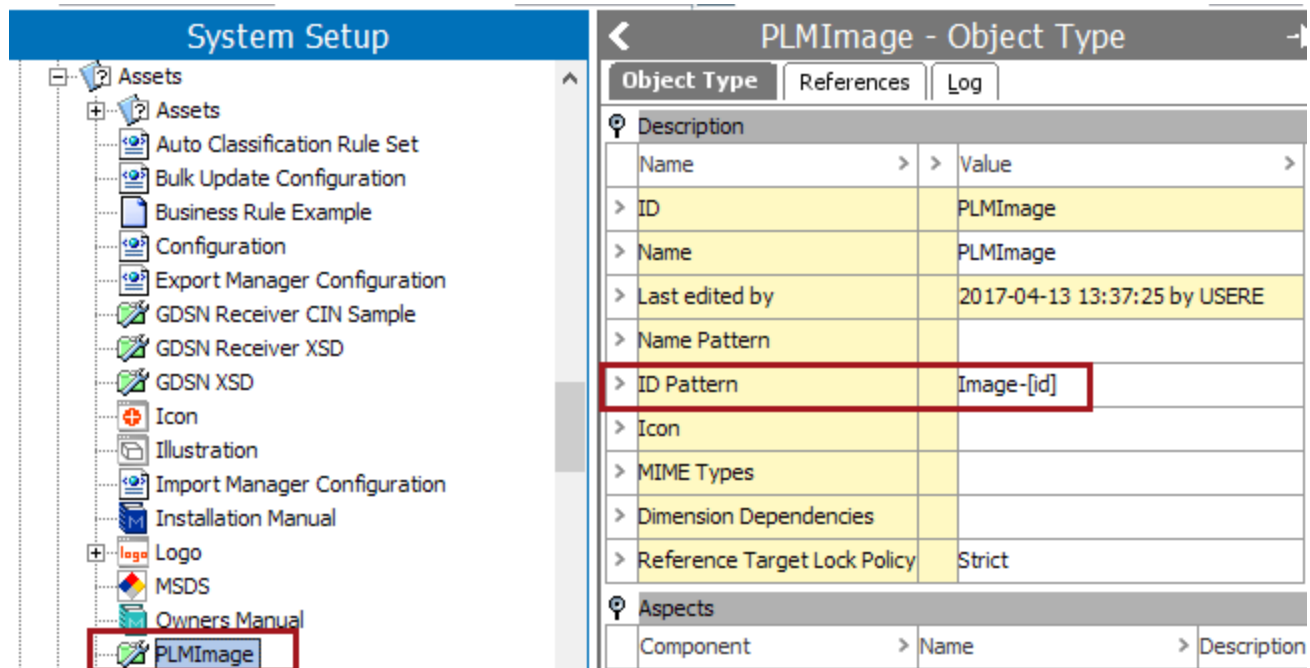 System Setup
Assets
Assets
Auto Classification Rule Set
Bulk Update Configuration
Business Rule Example
Configuration
Export Manager Configuration
GDSN Receiver CIN Sample
GDSN Receiver XSD
GDSN XSD
Icon
Illustration
Import Manager Configuration
Installation Manual
logo Logo
MSDS
Owners Manual
PLMImage
PLMImage - Object Type
Object Type References Log
Description
Name > > Value >
> ID PLMImage
> Name PLMImage
> Last edited by 2017-04-13 13:37:25 by USERE
> Name Pattern
> ID Pattern Image-[id]
> Icon
> MIME Types
> Dimension Dependencies
> Reference Target Lock Policy Strict
Aspects
Component > Name > Description